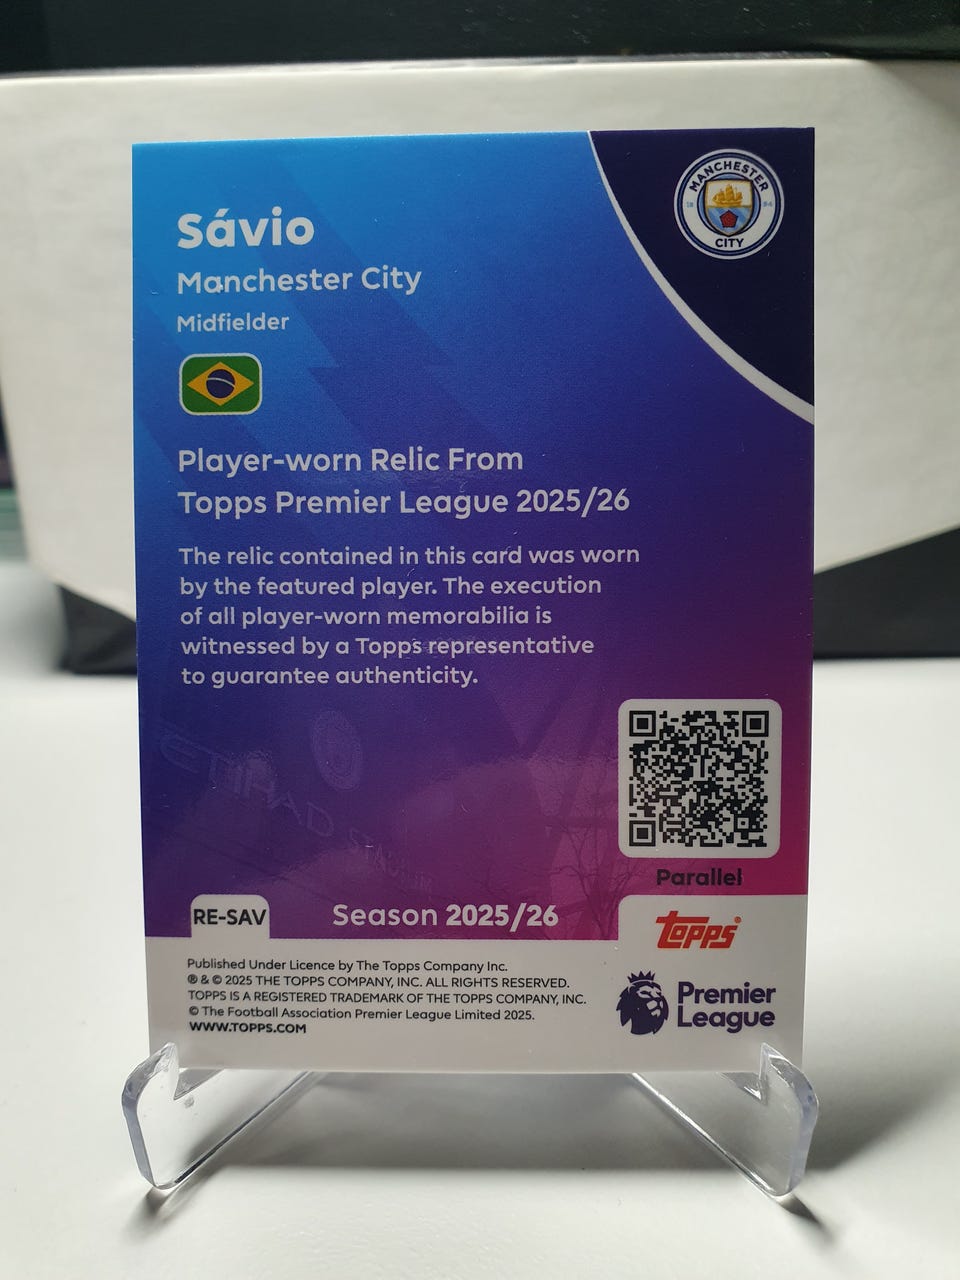 Sávio
Manchester City
Midfielder
MANCHESTER
18 94
CITY
Player-worn Relic From
Topps Premier League 2025/26
The relic contained in this card was worn
by the featured player. The execution
of all player-worn memorabilia is
witnessed by a Topps representative
to guarantee authenticity.
Parallel
RE-SAV
Season 2025/26
Topps®
Published Under Licence by The Topps Company Inc.
® & © 2025 THE TOPPS COMPANY, INC. ALL RIGHTS RESERVED.
TOPPS IS A REGISTERED TRADEMARK OF THE TOPPS COMPANY, INC.
© The Football Association Premier League Limited 2025.
WWW.TOPPS.COM
Premier
League